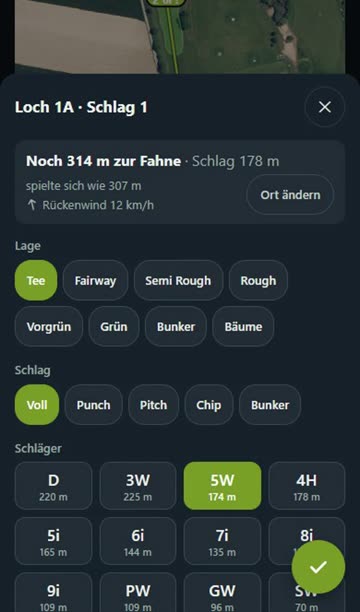 Loch 1A · Schlag 1
Noch 314 m zur Fahne · Schlag 178 m
spielte sich wie 307 m
Rückenwind 12 km/h
Ort ändern
Lage
Tee Fairway Semi Rough Rough
Vorgrün Grün Bunker Bäume
Schlag
Voll Punch Pitch Chip Bunker
Schläger
D 3W 5W 4H
220 m 225 m 174 m 178 m
5i 6i 7i 8i
165 m 144 m 135 m
9i PW GW SW
109 m 109 m 96 m 70 m